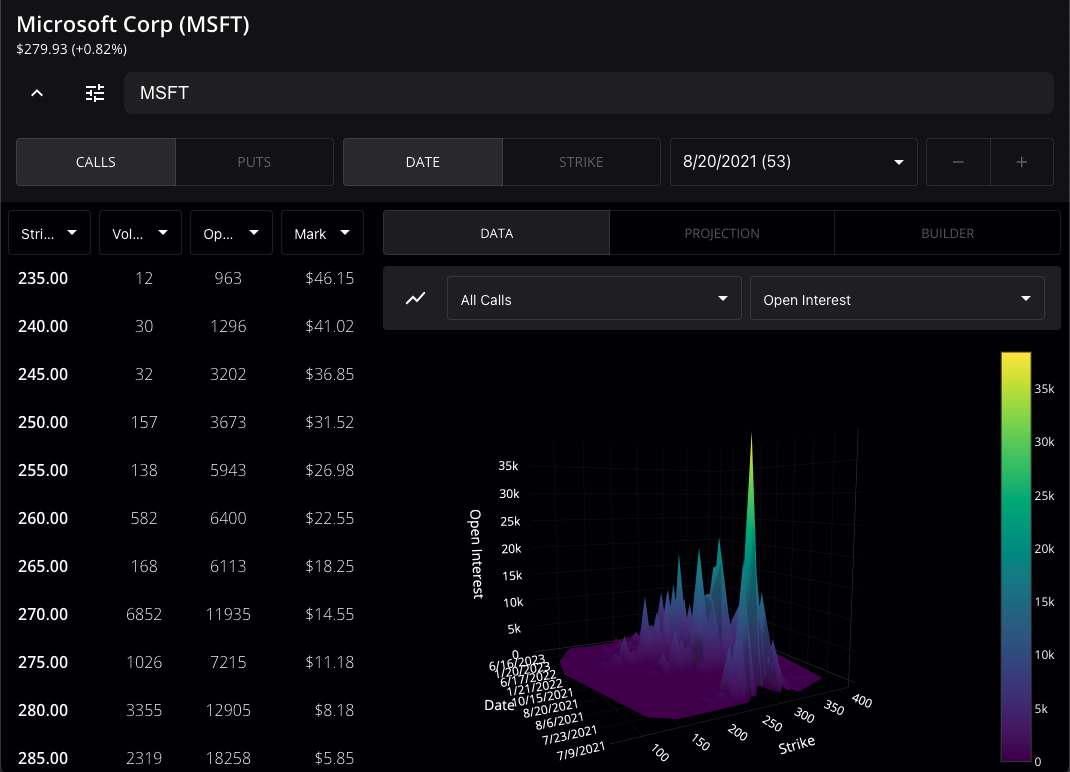 Microsoft Corp (MSFT)
$279.93 (+0.82%)
MSFT
CALLS PUTS DATE STRIKE 8/20/2021 (53) − +
Stri... Vol... Op... Mark
235.00 12 963 $46.15
240.00 30 1296 $41.02
245.00 32 3202 $36.85
250.00 157 3673 $31.52
255.00 138 5943 $26.98
260.00 582 6400 $22.55
265.00 168 6113 $18.25
270.00 6852 11935 $14.55
275.00 1026 7215 $11.18
280.00 3355 12905 $8.18
285.00 2319 18258 $5.85
DATA PROJECTION BUILDER
All Calls Open Interest
35k
30k
25k
20k
15k
10k
5k
0
Open Interest
6/16/2023
1/20/2023
6/17/2022
1/21/2022
10/15/2021
8/20/2021
8/6/2021
7/23/2021
7/9/2021
Date
100
150
200
250
300
350
400
Strike
35k
30k
25k
20k
15k
10k
5k
0